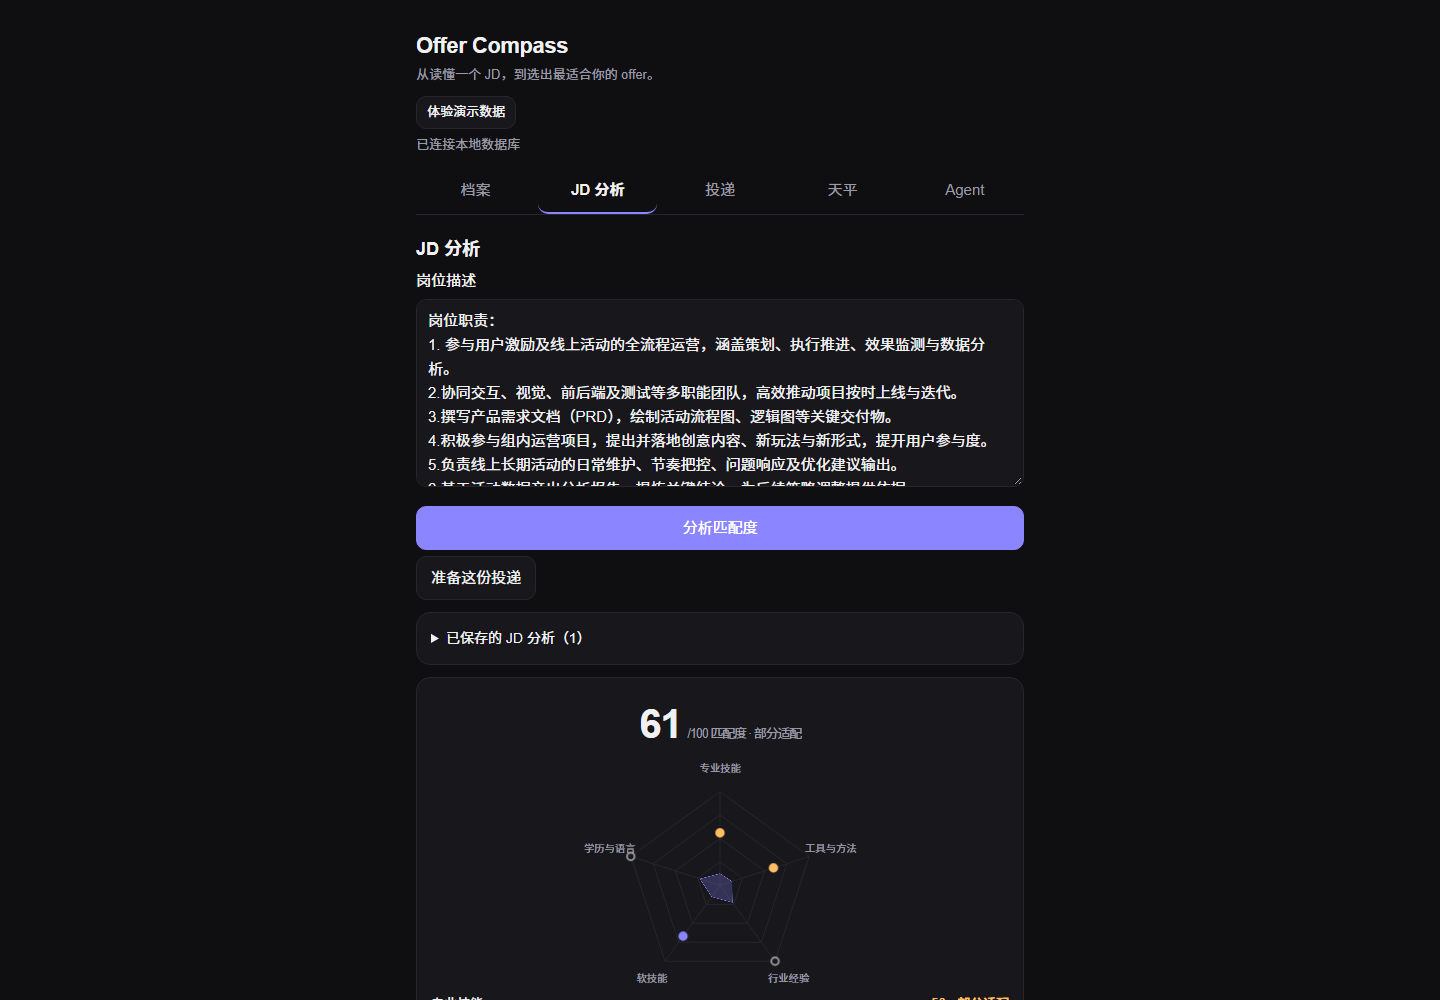 Offer Compass
从读懂一个 JD，到选出最适合你的 offer。
体验演示数据
已连接本地数据库
档案
JD 分析
投递
天平
Agent
JD 分析
岗位描述
岗位职责：
1. 参与用户激励及线上活动的全流程运营，涵盖策划、执行推进、效果监测与数据分
析。
2.协同交互、视觉、前后端及测试等多职能团队，高效推动项目按时上线与迭代。
3.撰写产品需求文档（PRD），绘制活动流程图、逻辑图等关键交付物。
4.积极参与组内运营项目，提出并落地创意内容、新玩法与新形式，提升用户参与度。
5.负责线上长期活动的日常维护、节奏把控、问题响应及优化建议输出。
分析匹配度
准备这份投递
已保存的 JD 分析（1）
61 /100 匹配度 · 部分适配
专业技能
学历与语言
工具与方法
软技能
行业经验